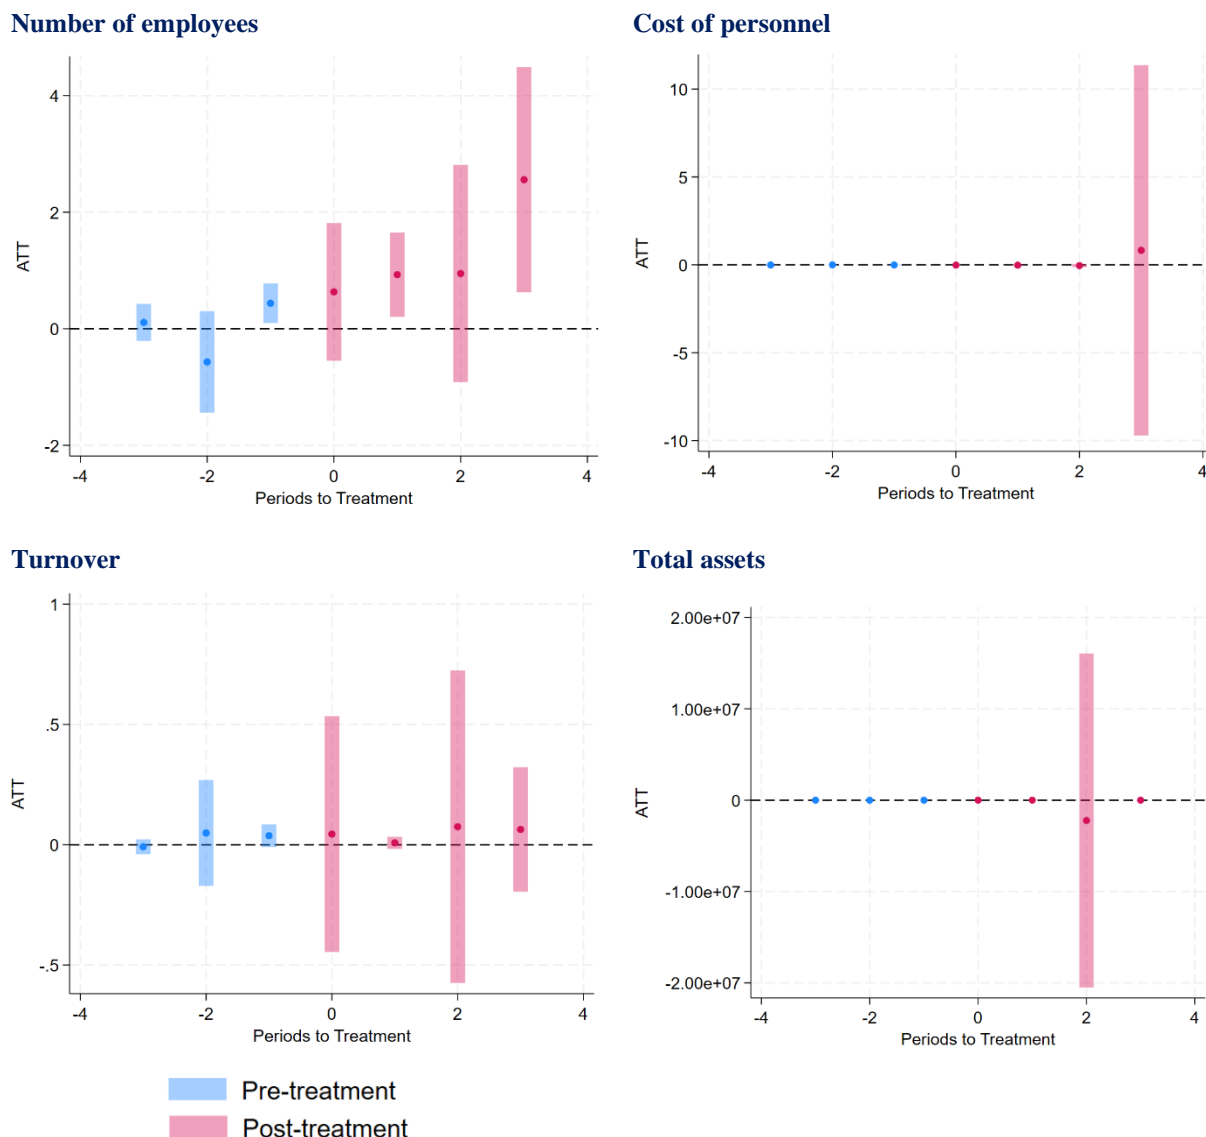 Number of employees
4
2
0
-2
ATT
-4
-2
0
2
4
Periods to Treatment
Cost of personnel
10
5
0
-5
-10
ATT
-4
-2
0
2
4
Periods to Treatment
Turnover
1
.5
0
-.5
ATT
-4
-2
0
2
4
Periods to Treatment
Total assets
2.00e+07
1.00e+07
0
-1.00e+07
-2.00e+07
ATT
-4
-2
0
2
4
Periods to Treatment
Pre-treatment
Post-treatment